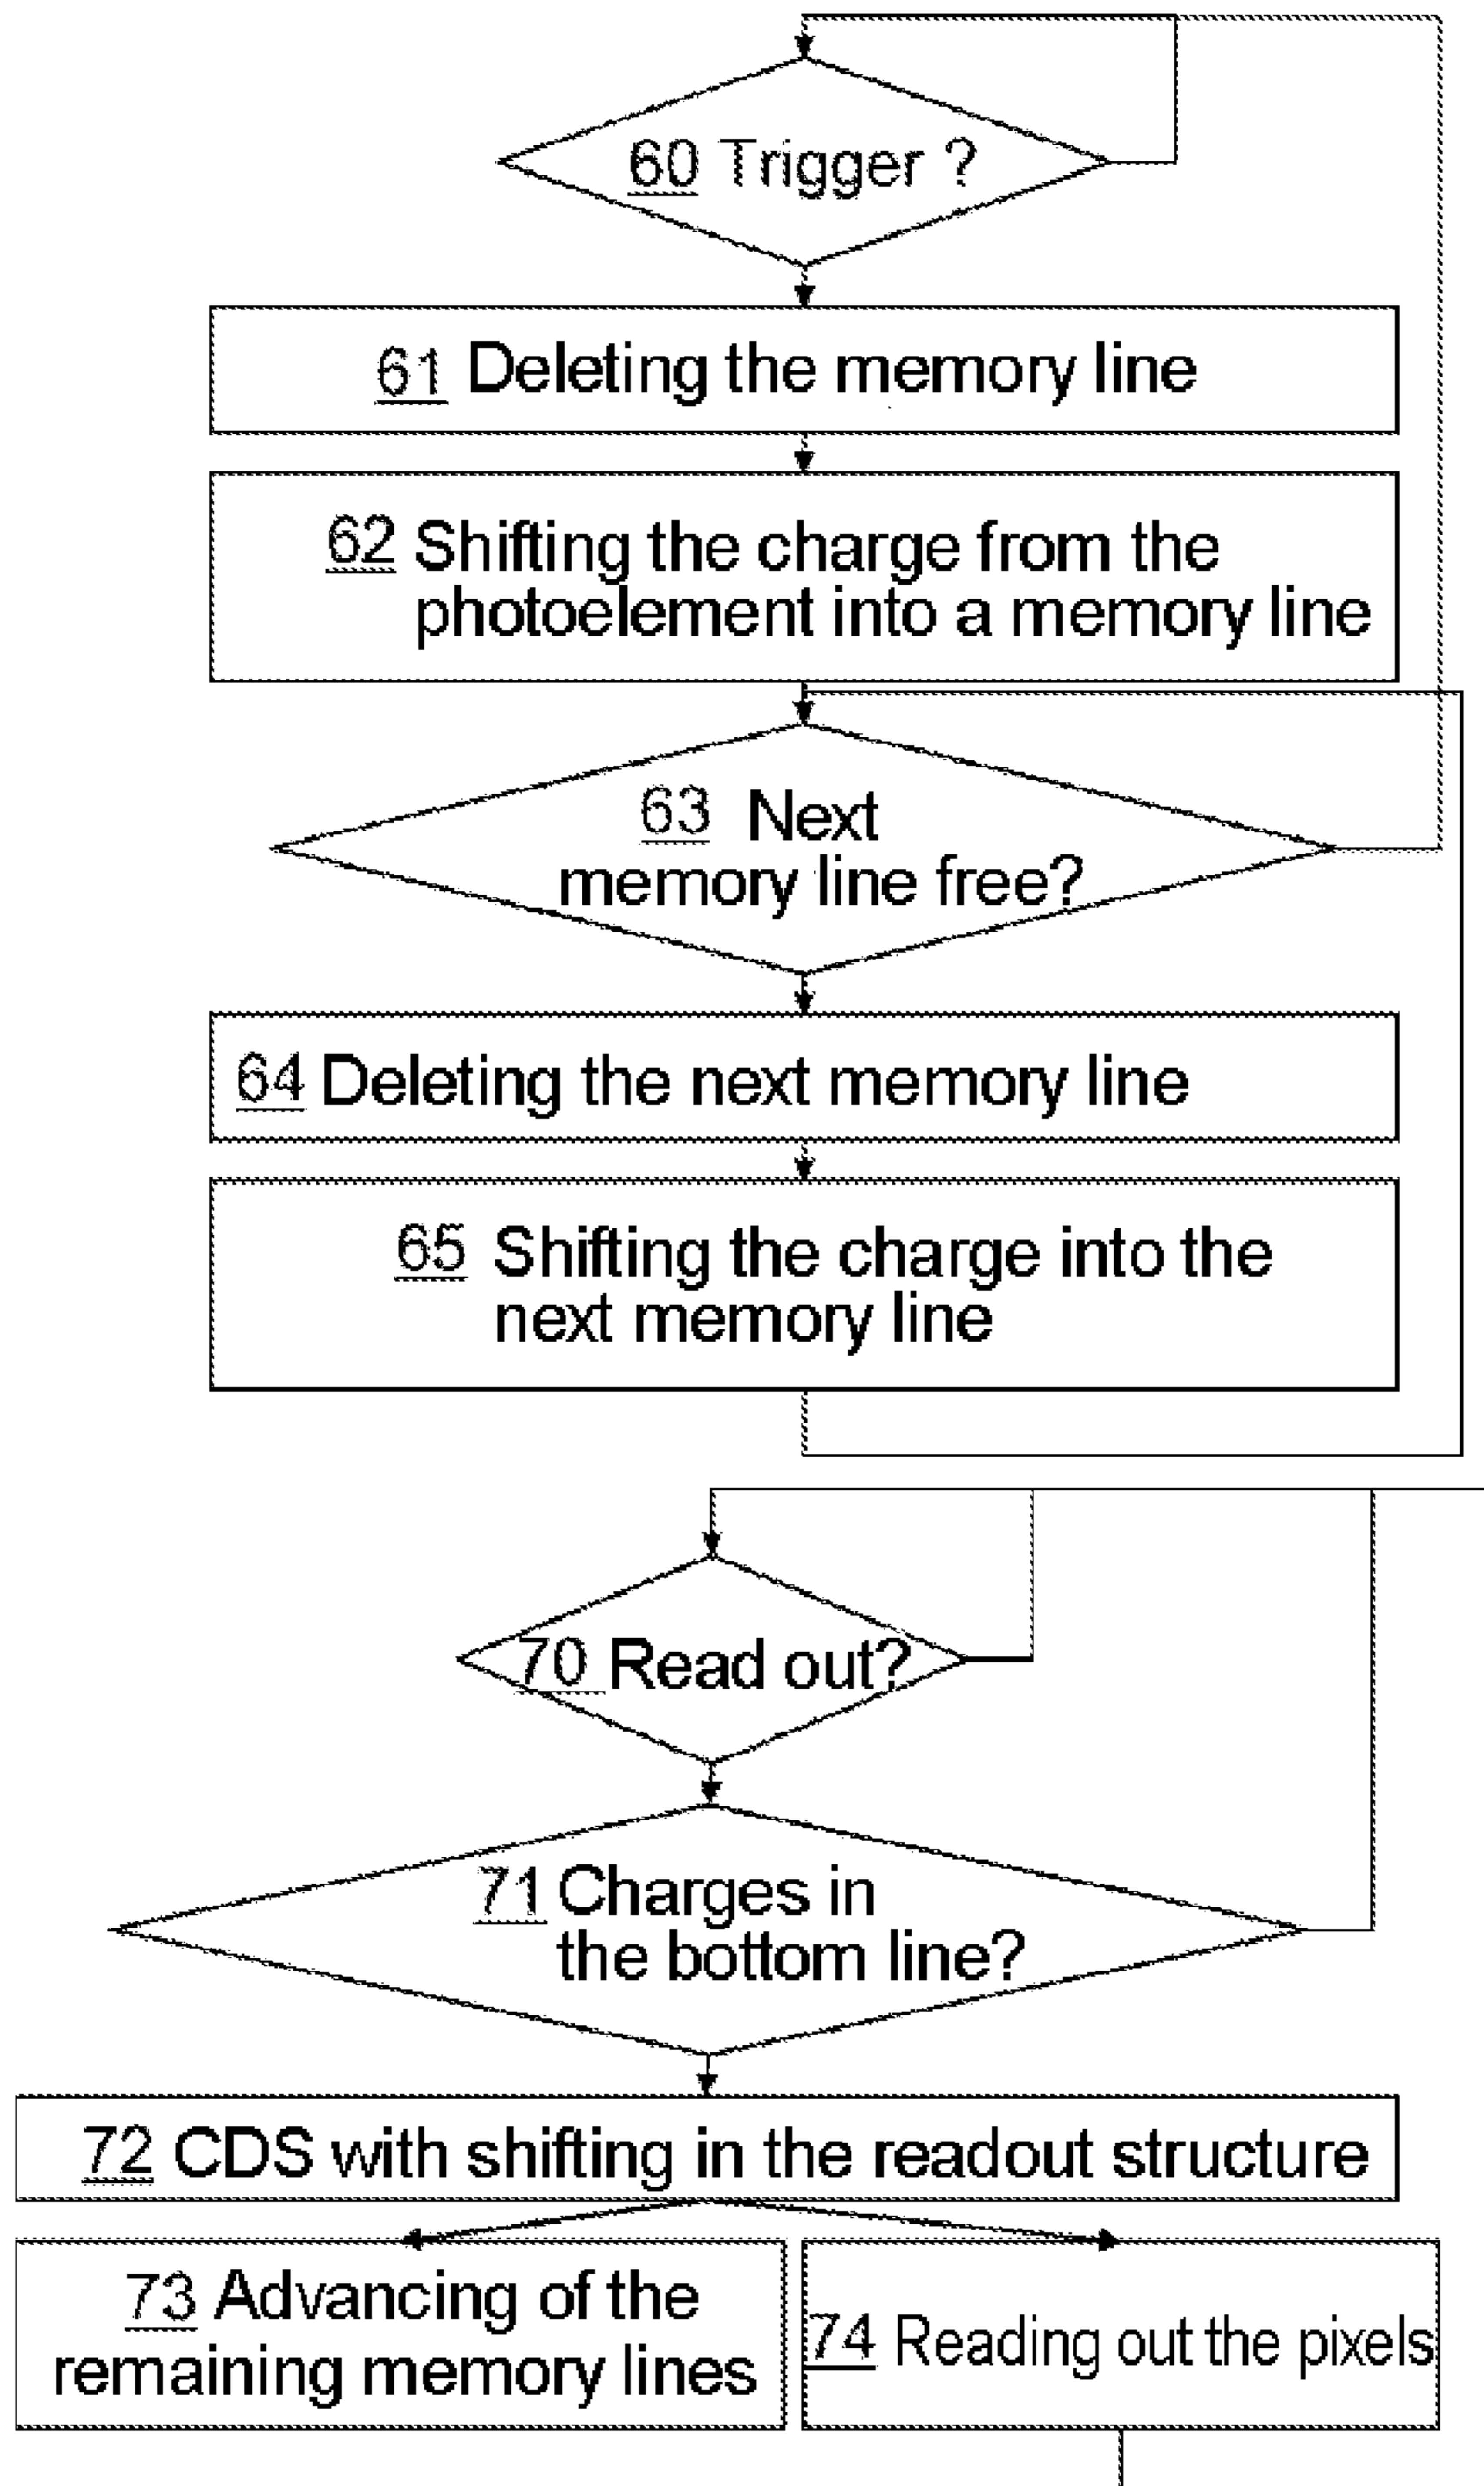 60 Trigger ?
61 Deleting the memory line
62 Shifting the charge from the
photoelement into a memory line
63 Next
memory line free?
64 Deleting the next memory line
65 Shifting the charge into the
next memory line
70 Read out?
71 Charges in
the bottom line?
72 CDS with shifting in the readout structure
73 Advancing of the
remaining memory lines
74 Reading out the pixels